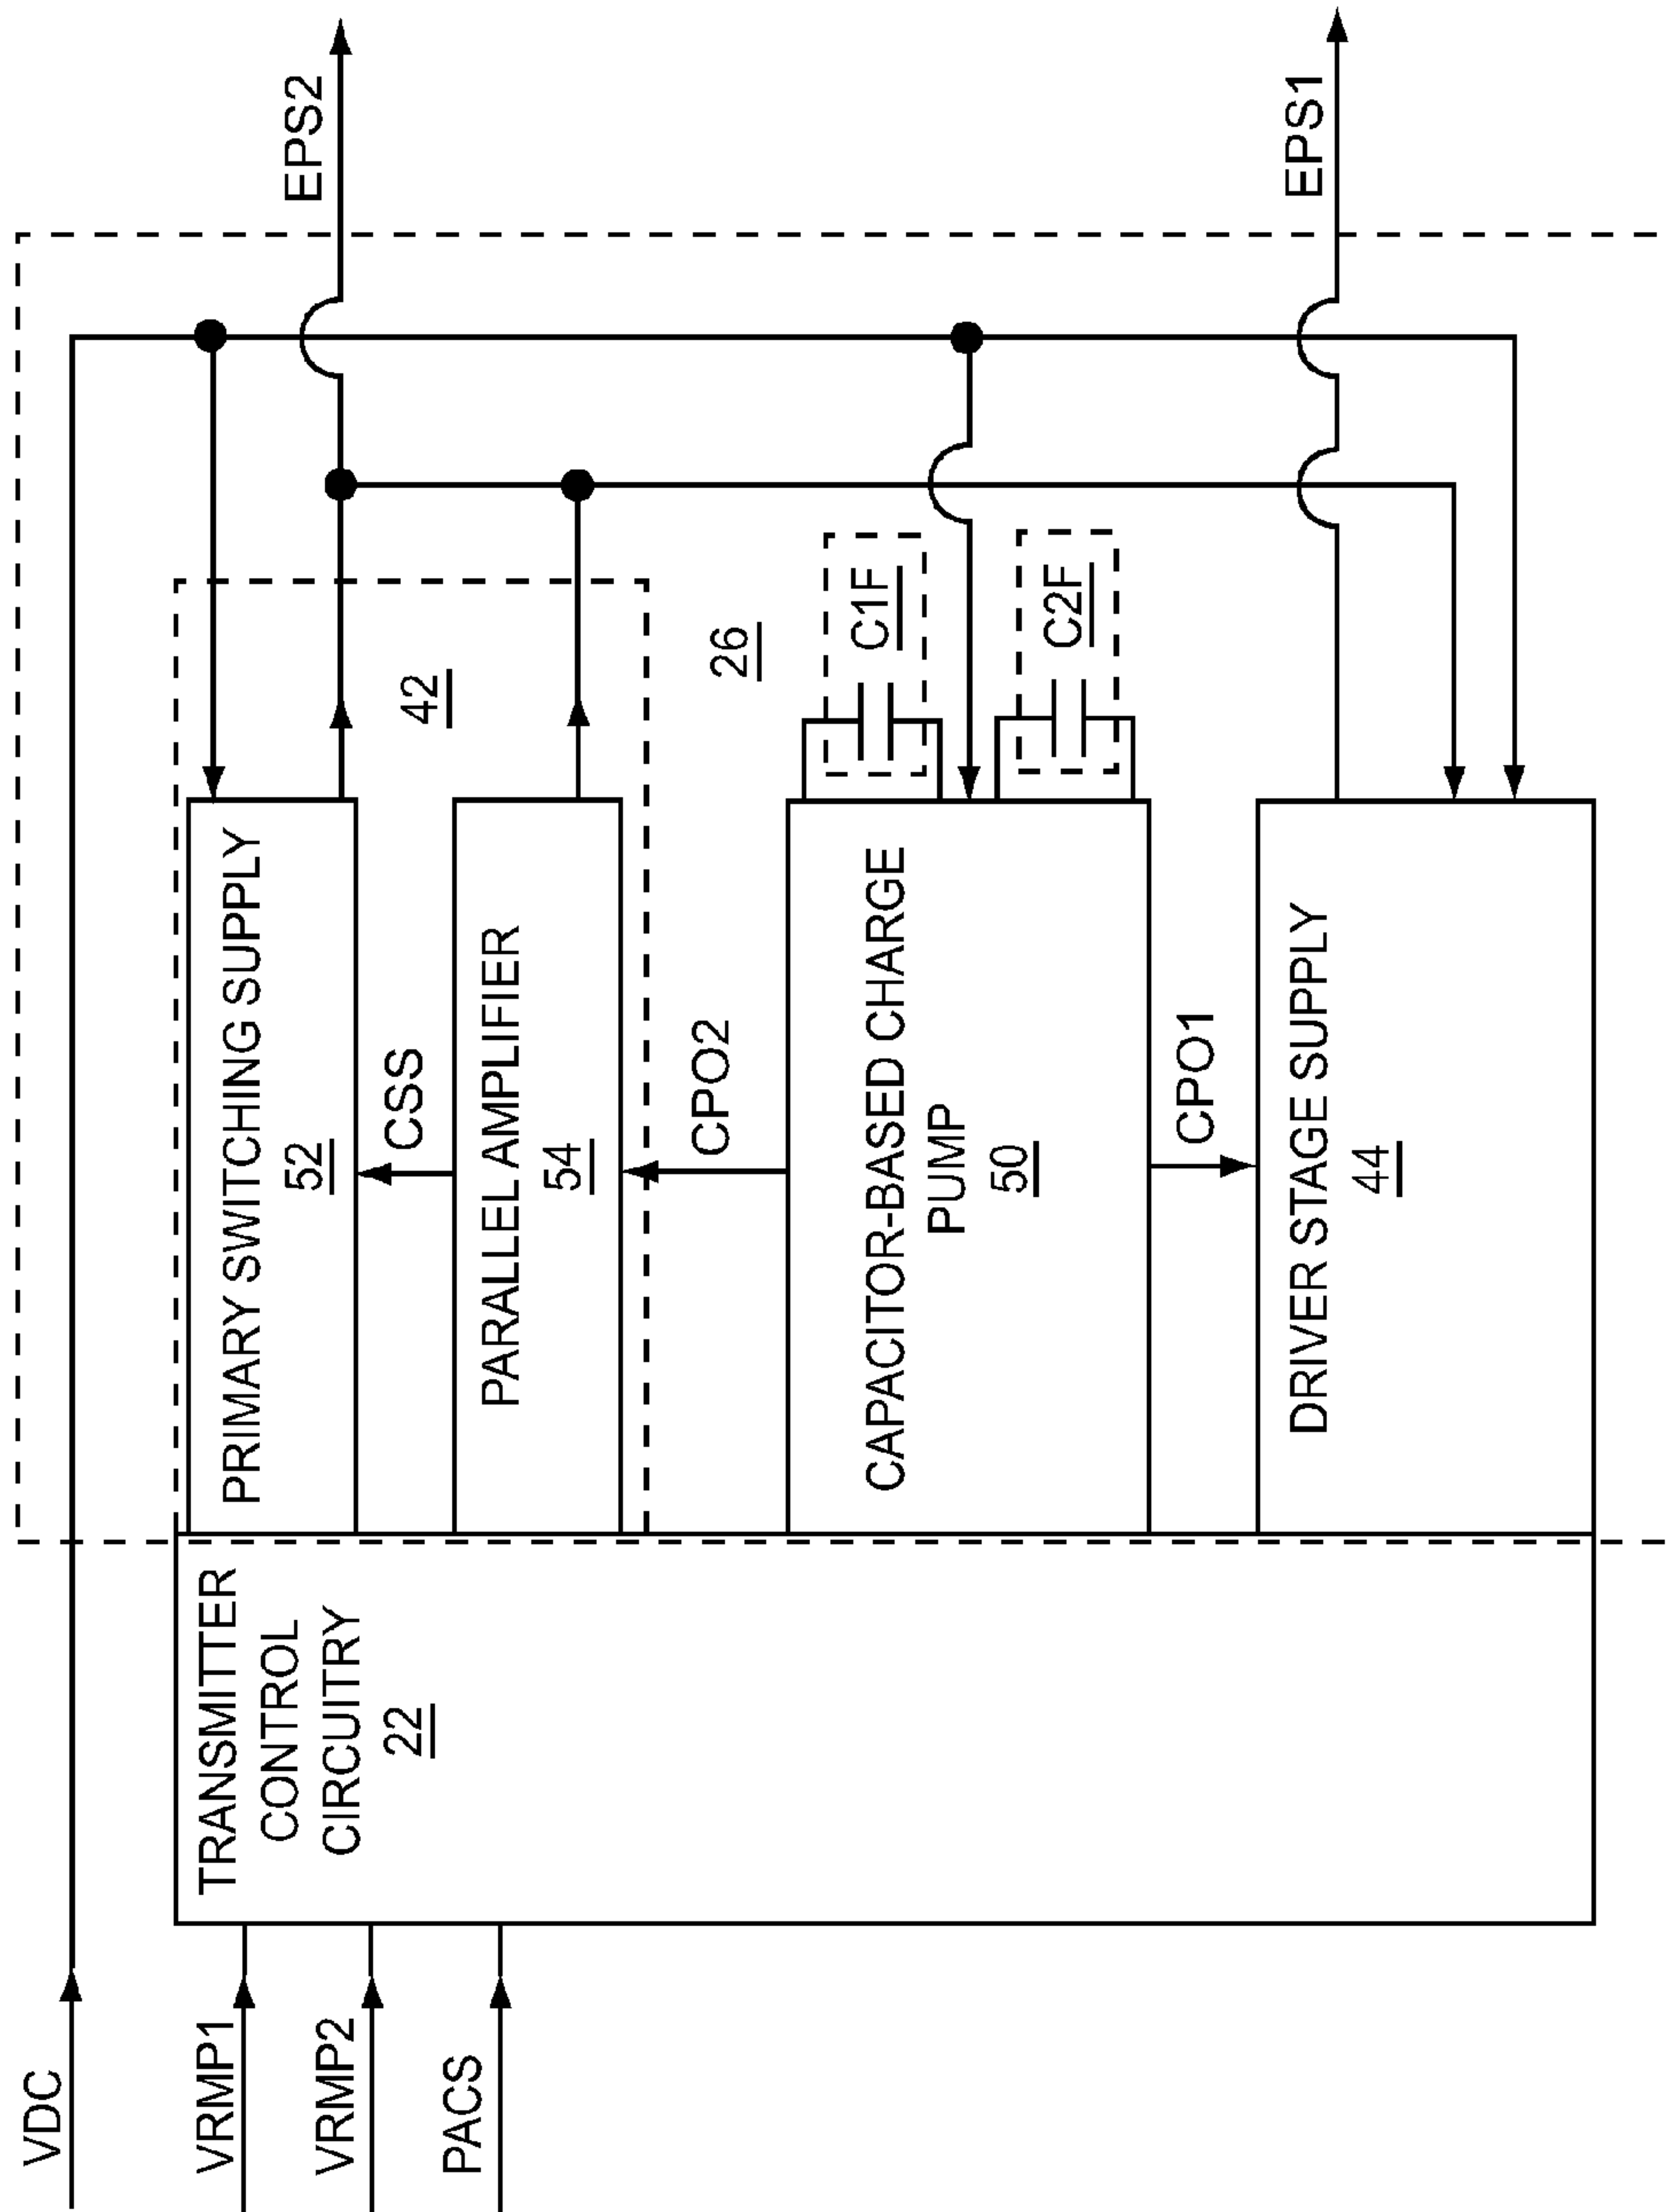 VDC
VRMP1
VRMP2
PACS
TRANSMITTER
CONTROL
CIRCUITRY
22
PRIMARY SWITCHING SUPPLY
52
CSS
PARALLEL AMPLIFIER
54
42
CPO2
26
CAPACITOR-BASED CHARGE
PUMP
50
C1F
C2F
CPO1
DRIVER STAGE SUPPLY
44
EPS2
EPS1